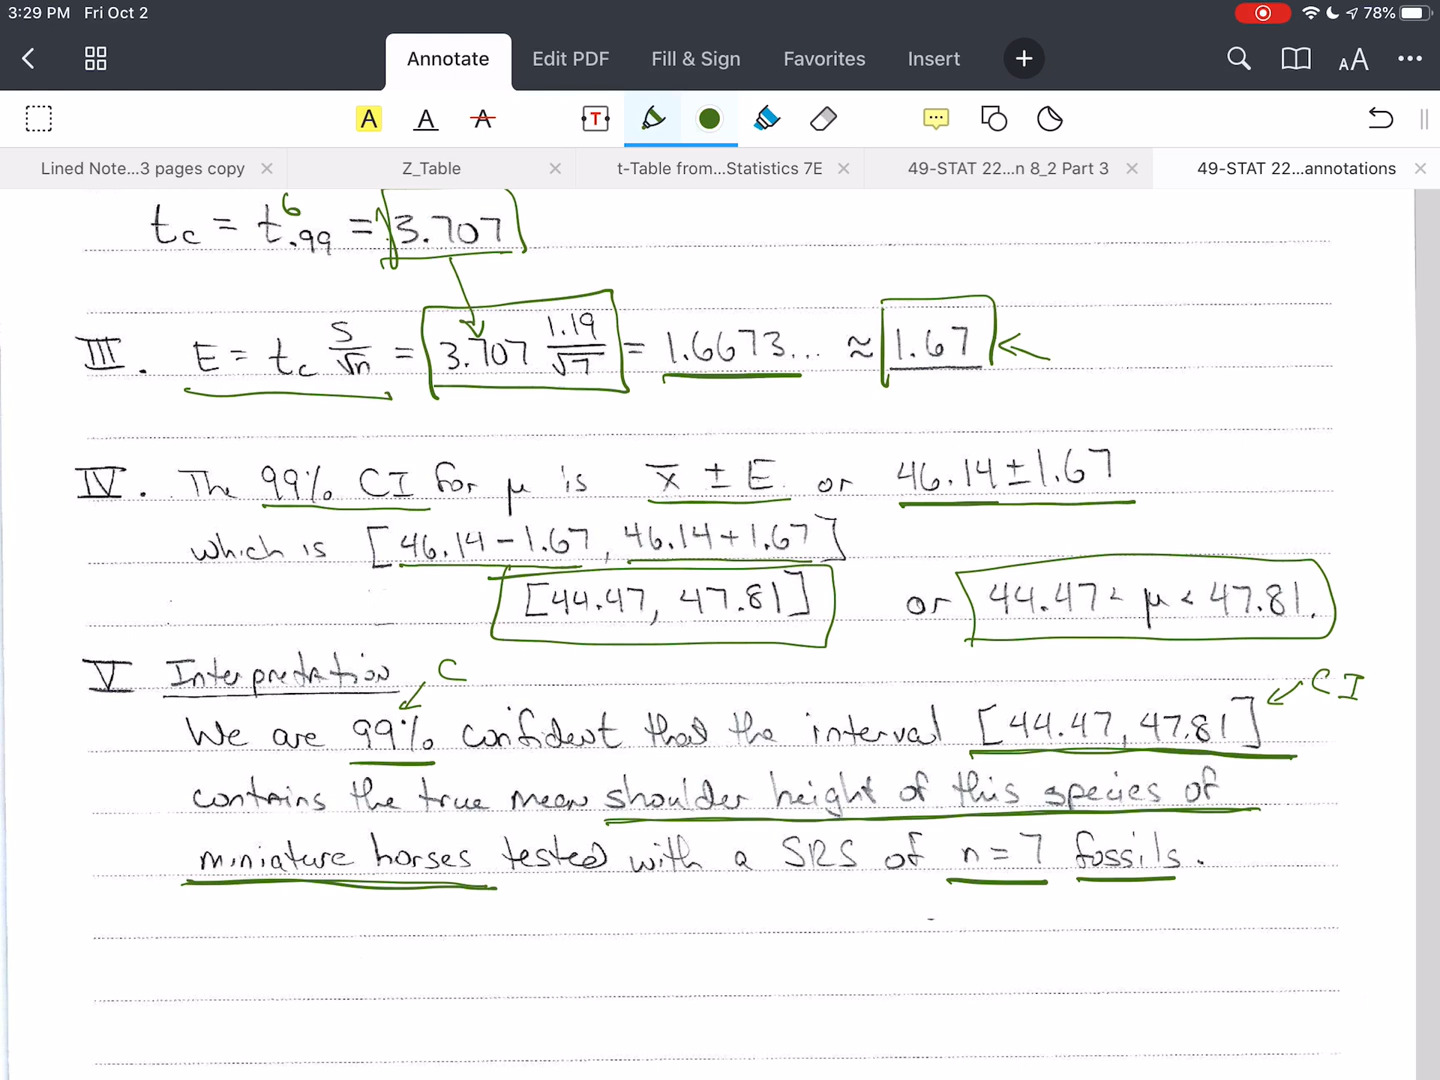 3:29 PM Fri Oct 2 78%
Annotate Edit PDF Fill & Sign Favorites Insert
Lined Note...3 pages copy Z_Table t-Table from...Statistics 7E 49-STAT 22...n 8_2 Part 3 49-STAT 22...annotations
t_c = t^6_.99 = 3.707
III. E = t_c S/√n = 3.707 1.19/√7 = 1.6673... ≈ 1.67
IV. The 99% CI for μ is x̄ ± E or 46.14 ± 1.67
which is [46.14 - 1.67, 46.14 + 1.67]
[44.47, 47.81] or 44.47 < μ < 47.81.
V Interpretation C
CI
We are 99% confident that the interval [44.47, 47.81]
contains the true mean shoulder height of this species of
miniature horses tested with a SRS of n = 7 fossils.